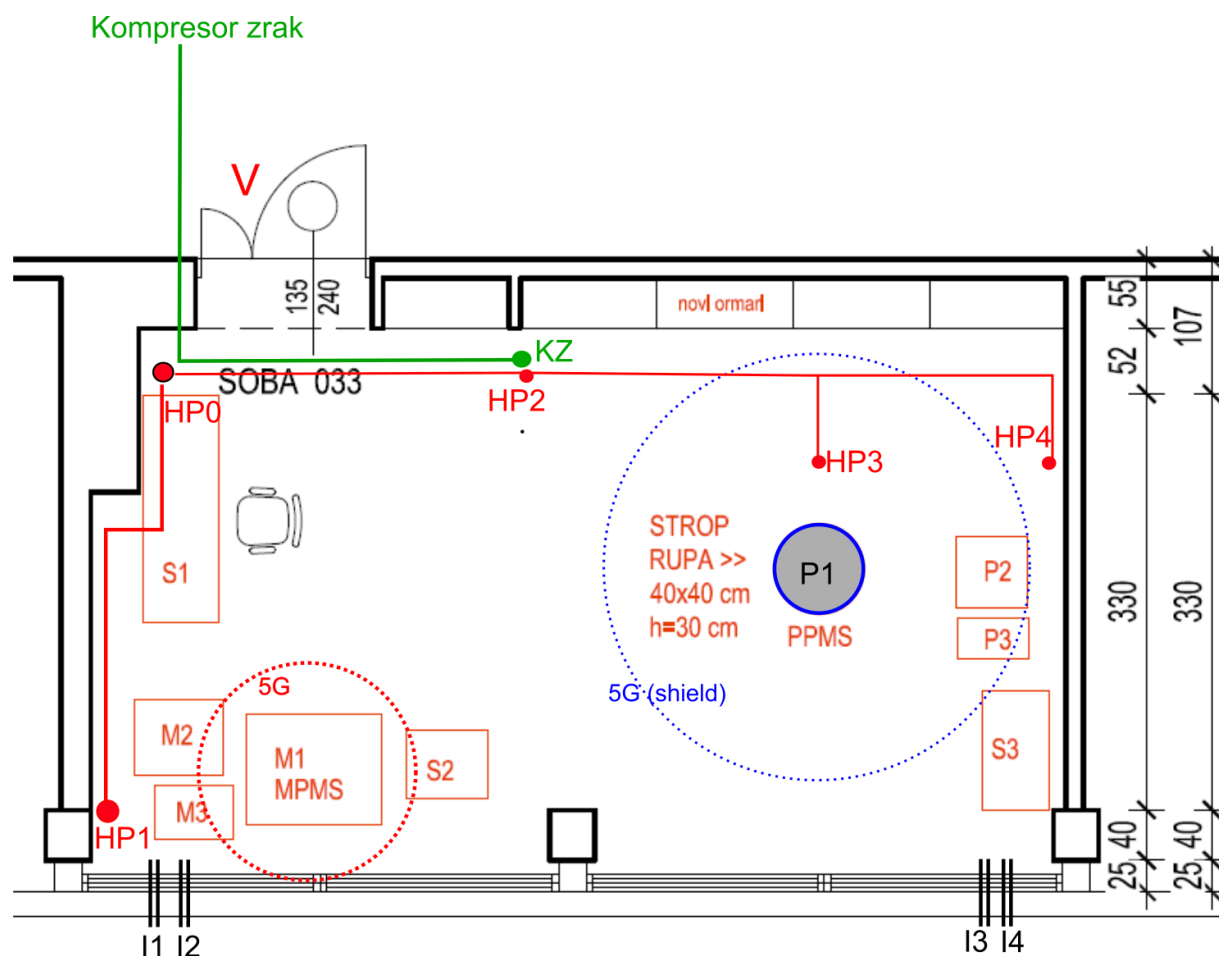 Kompresor zrak
V
135
240
novi ormari
55
107
KZ
52
SOBA 033
HP0
HP2
HP4
HP3
STROP
RUPA >>
40x40 cm
h=30 cm
P1
PPMS
P2
P3
S1
330
330
5G
5G (shield)
M2
M1
MPMS
S2
S3
M3
HP1
40
40
25
25
I1
I2
I3
I4